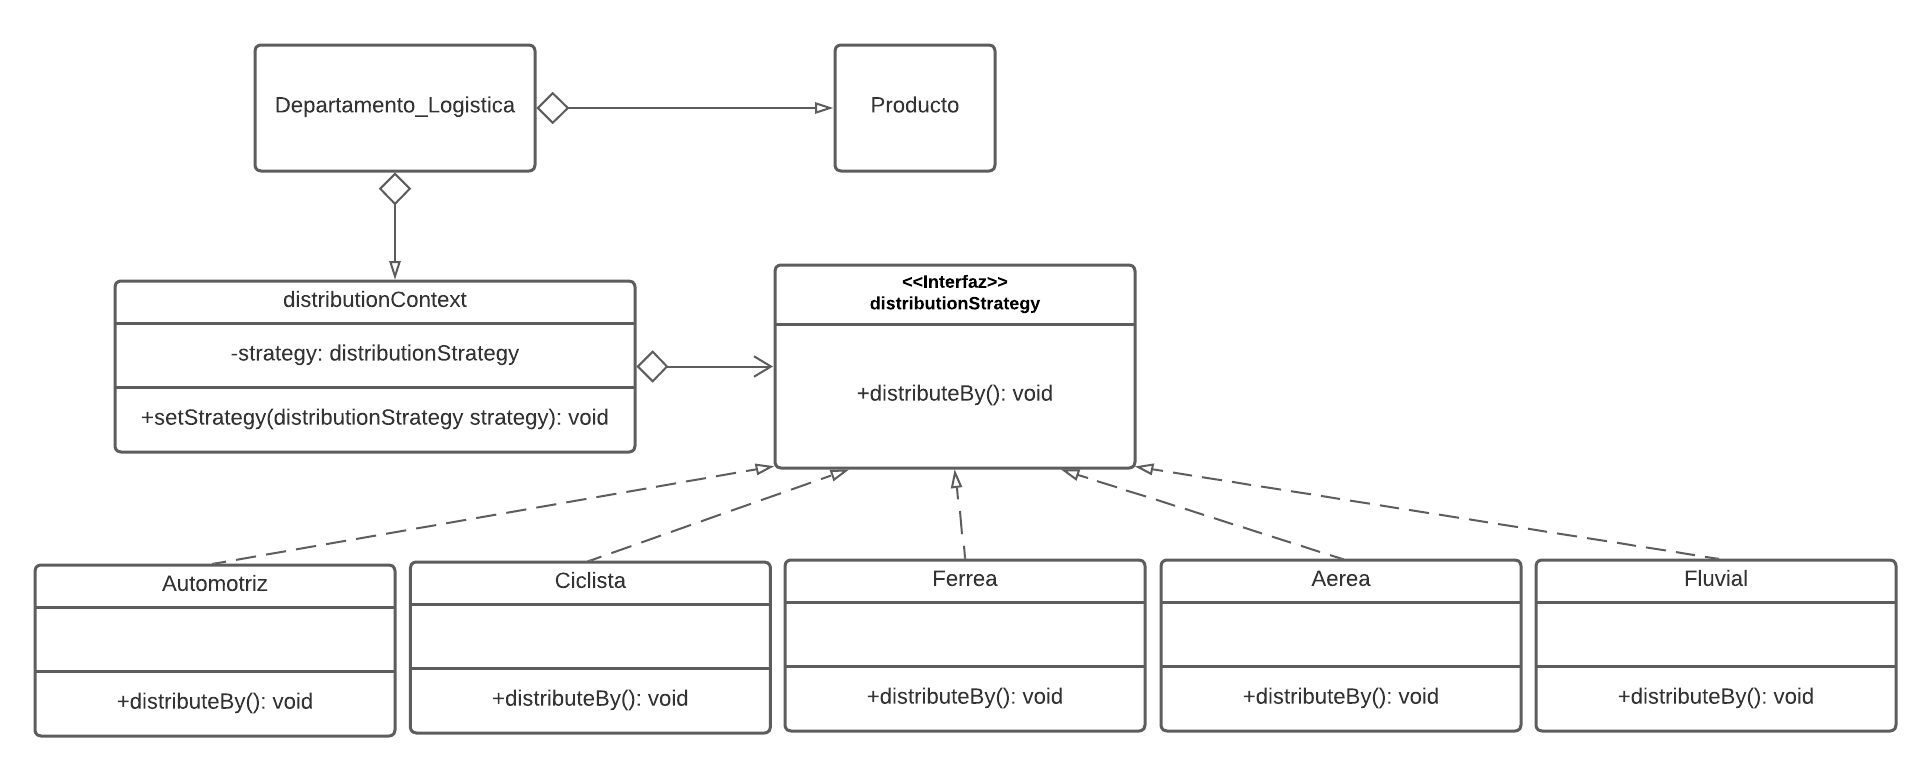 Departamento_Logistica
Producto
distributionContext
-strategy: distributionStrategy
+setStrategy(distributionStrategy strategy): void
<<Interfaz>>
distributionStrategy
+distributeBy(): void
Automotriz
+distributeBy(): void
Ciclista
+distributeBy(): void
Ferrea
+distributeBy(): void
Aerea
+distributeBy(): void
Fluvial
+distributeBy(): void